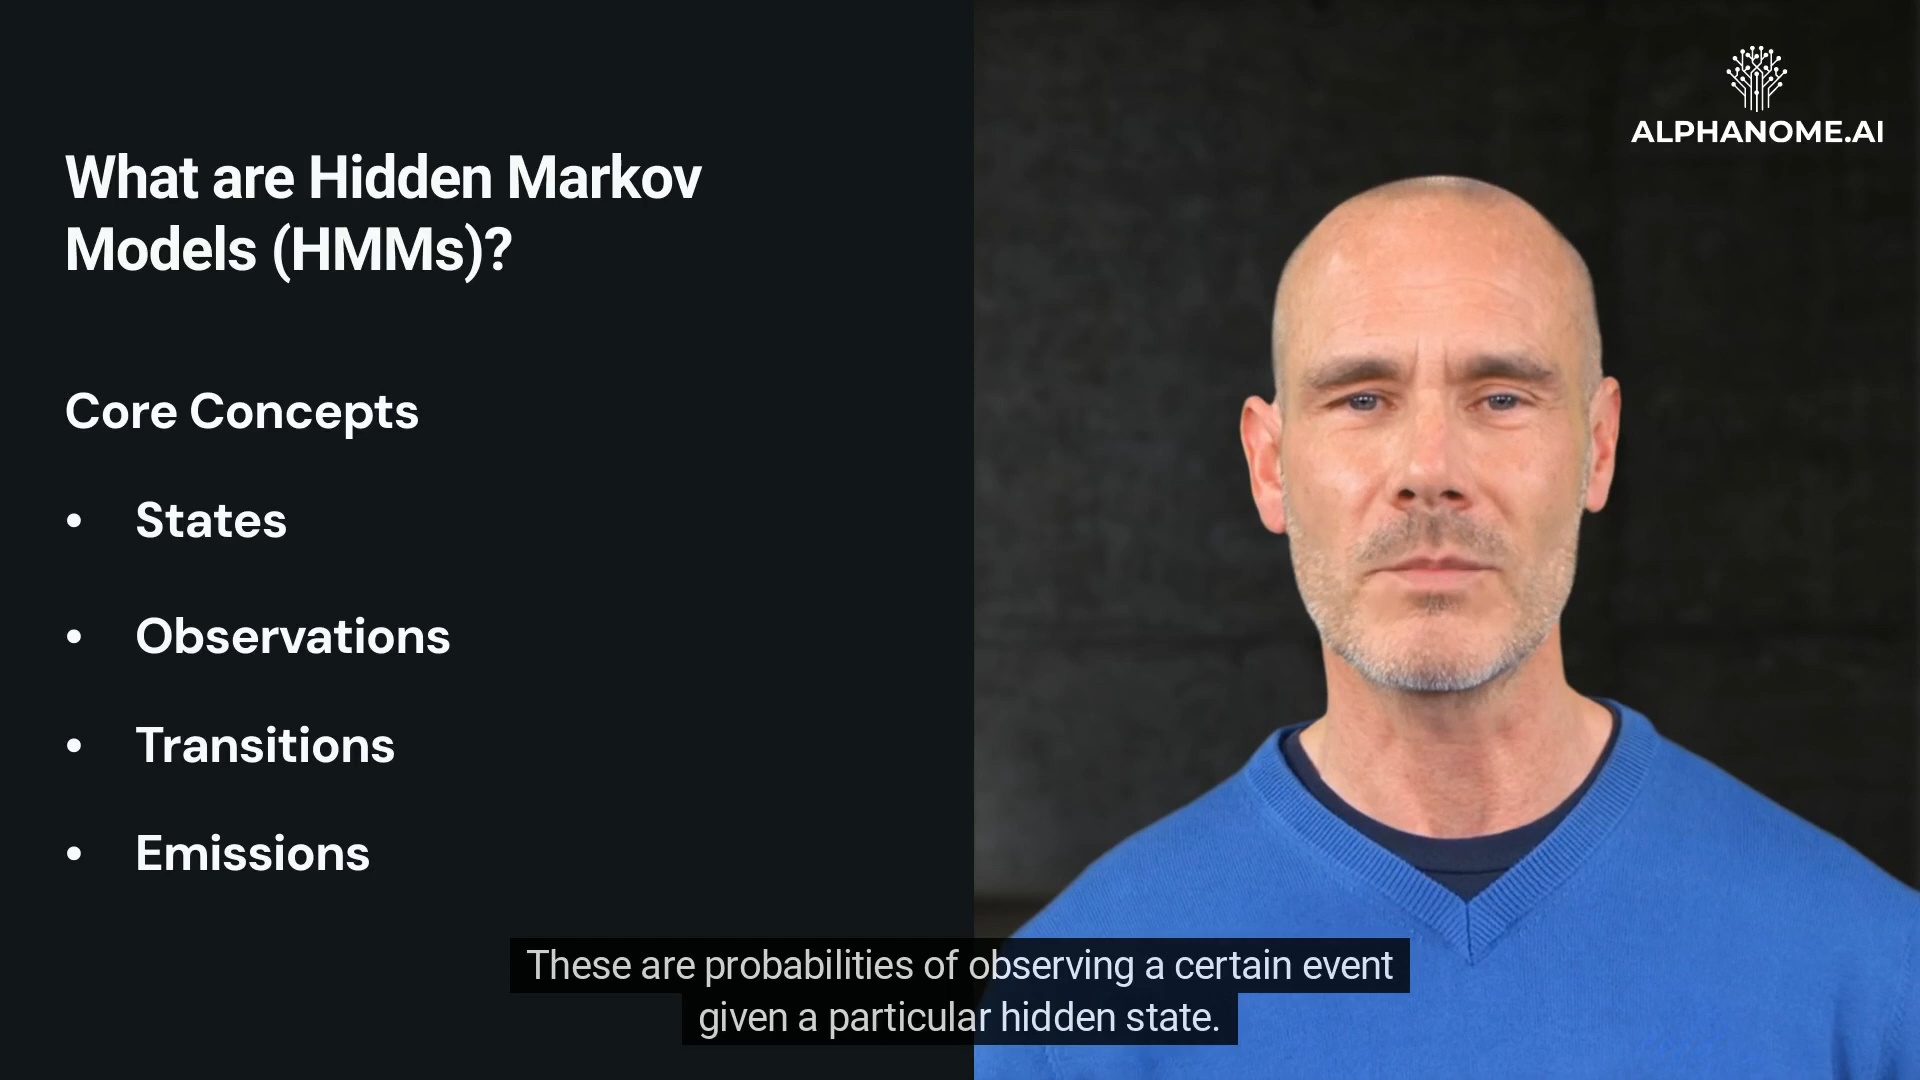 ALPHANOME.AI
What are Hidden Markov
Models (HMMs)?
Core Concepts
• States
• Observations
• Transitions
• Emissions
These are probabilities of observing a certain event
given a particular hidden state.